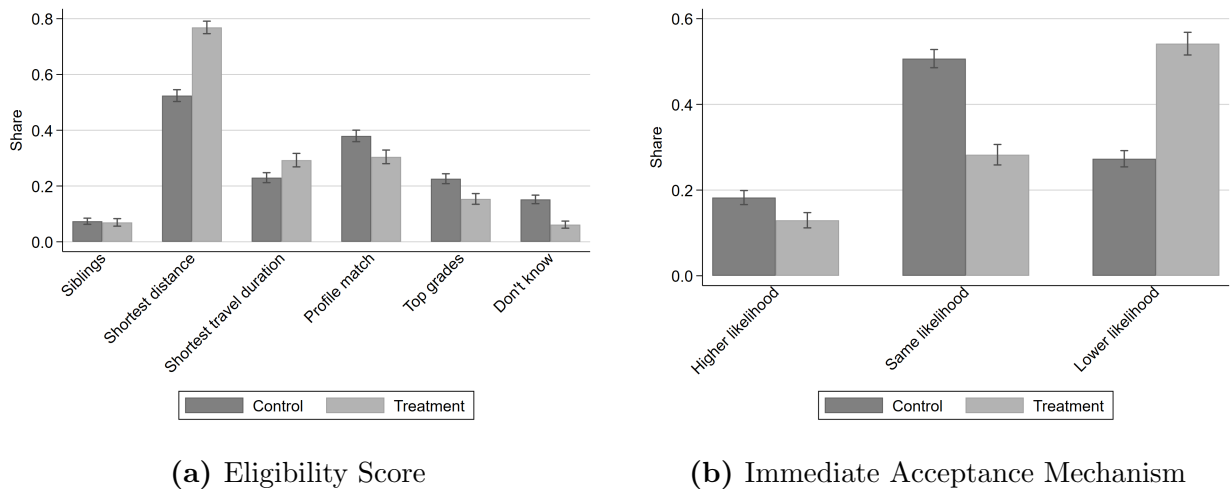 0.8
0.6
0.4
0.2
0.0
Share
Siblings
Shortest distance
Shortest travel duration
Profile match
Top grades
Don't know
Control
Treatment
(a) Eligibility Score
0.6
0.4
0.2
0.0
Share
Higher likelihood
Same likelihood
Lower likelihood
Control
Treatment
(b) Immediate Acceptance Mechanism